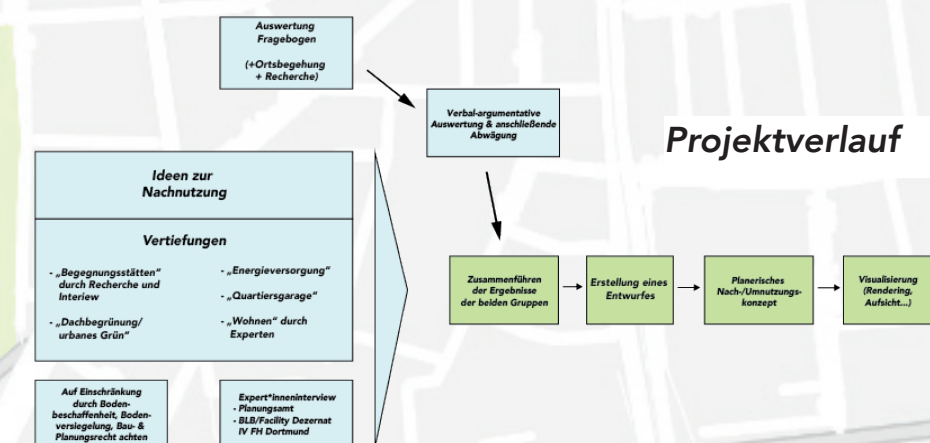 Auswertung
Fragebogen
(+Ortsbegehung
+ Recherche)
Verbal-argumentative
Auswertung & anschließende
Abwägung
Projektverlauf
Ideen zur
Nachnutzung
Vertiefungen
- „Begegnungsstätten“
durch Recherche und
Interiew
- „Dachbegrünung/
urbanes Grün“
- „Energieversorgung“
- „Quartiersgarage“
- „Wohnen“ durch
Experten
Zusammenführen
der Ergebnisse
der beiden Gruppen
Erstellung eines
Entwurfes
Planerisches
Nach-/Umnutzungs-
konzept
Visualisierung
(Rendering,
Aufsicht...)
Auf Einschränkung
durch Boden-
beschaffenheit, Boden-
versiegelung, Bau- &
Planungsrecht achten
Expert*inneninterview
- Planungsamt
- BLB/Facility Dezernat
IV FH Dortmund